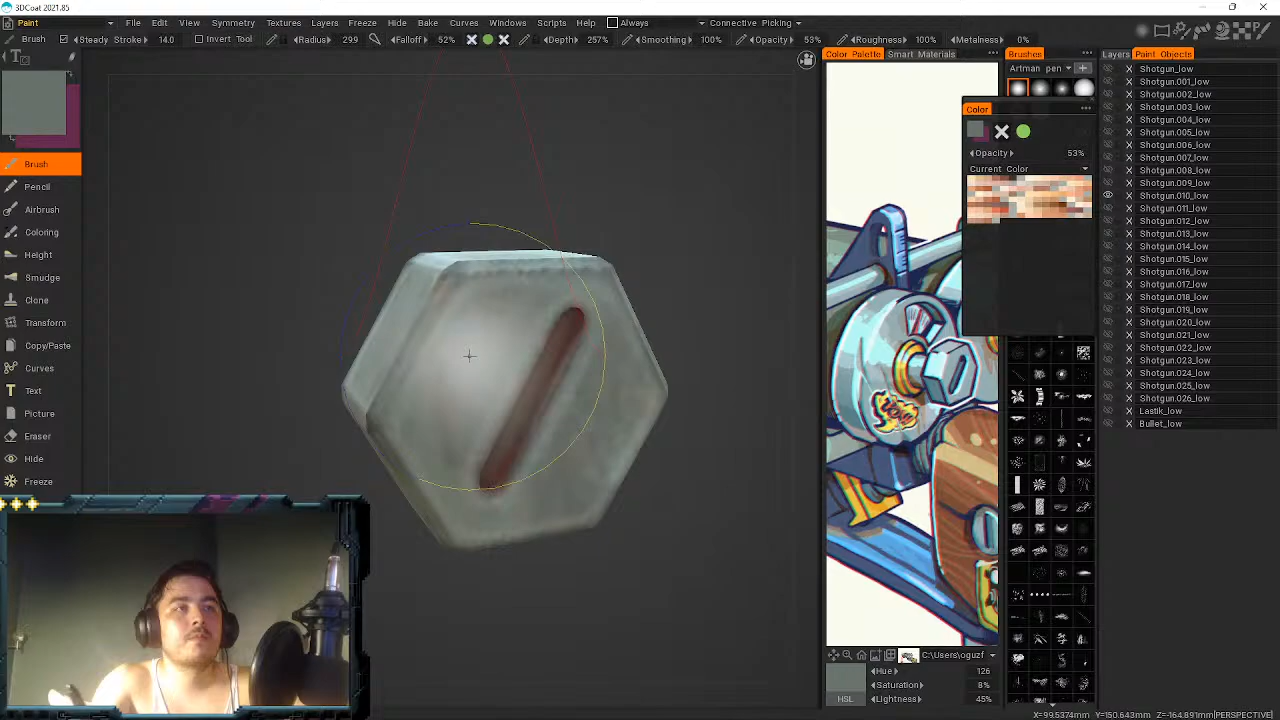 3DCoat 2021.85
Paint File Edit View Symmetry Textures Layers Freeze Hide Bake Curves Windows Scripts Help Always Connective Picking
Brush Steady Stroke 14.0 Invert Tool Radius 299 Falloff 52% Depth 257% Smoothing 100% Opacity 53% Roughness 100% Metalness 0%
Color Palette Smart Materials Brushes Layers Paint Objects
Artman pen
Brush
Pencil
Airbrush
Coloring
Height
Smudge
Clone
Transform
Copy/Paste
Curves
Text
Picture
Eraser
Hide
Freeze
Color
Opacity 53%
Current Color
Shotgun_low
Shotgun.001_low
Shotgun.002_low
Shotgun.003_low
Shotgun.004_low
Shotgun.005_low
Shotgun.006_low
Shotgun.007_low
Shotgun.008_low
Shotgun.009_low
Shotgun.010_low
Shotgun.011_low
Shotgun.012_low
Shotgun.013_low
Shotgun.014_low
Shotgun.015_low
Shotgun.016_low
Shotgun.017_low
Shotgun.018_low
Shotgun.019_low
Shotgun.020_low
Shotgun.021_low
Shotgun.022_low
Shotgun.023_low
Shotgun.024_low
Shotgun.025_low
Shotgun.026_low
Lastik_low
Bullet_low
C:\Users\oguzf
Hue 126
Saturation 8%
HSL Lightness 45%
X=99.5374mm Y=150.643mm Z=-164.891mm [PERSPECTIVE]